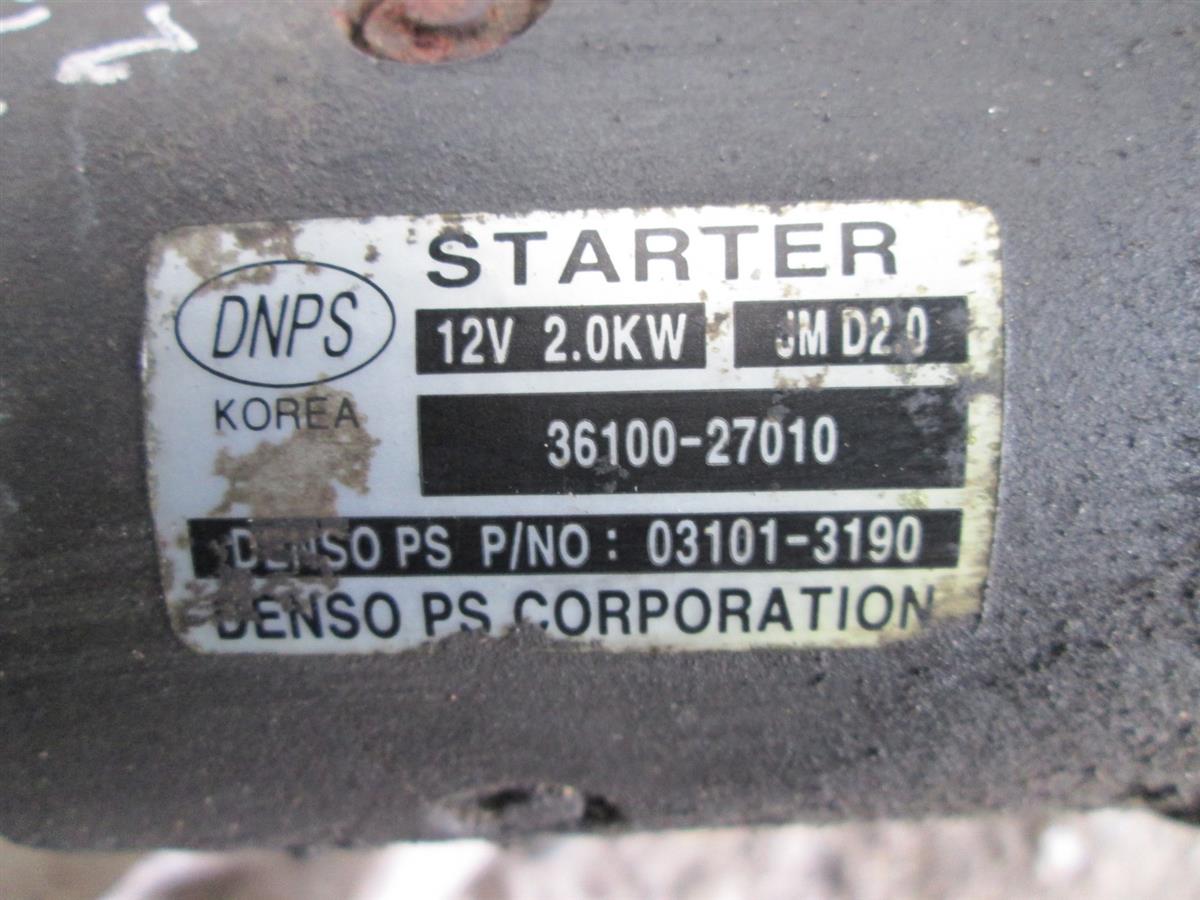 STARTER
DNPS
12V 2.0KW JM D2.0
KOREA
36100-27010
DENSO PS P/NO : 03101-3190
DENSO PS CORPORATION